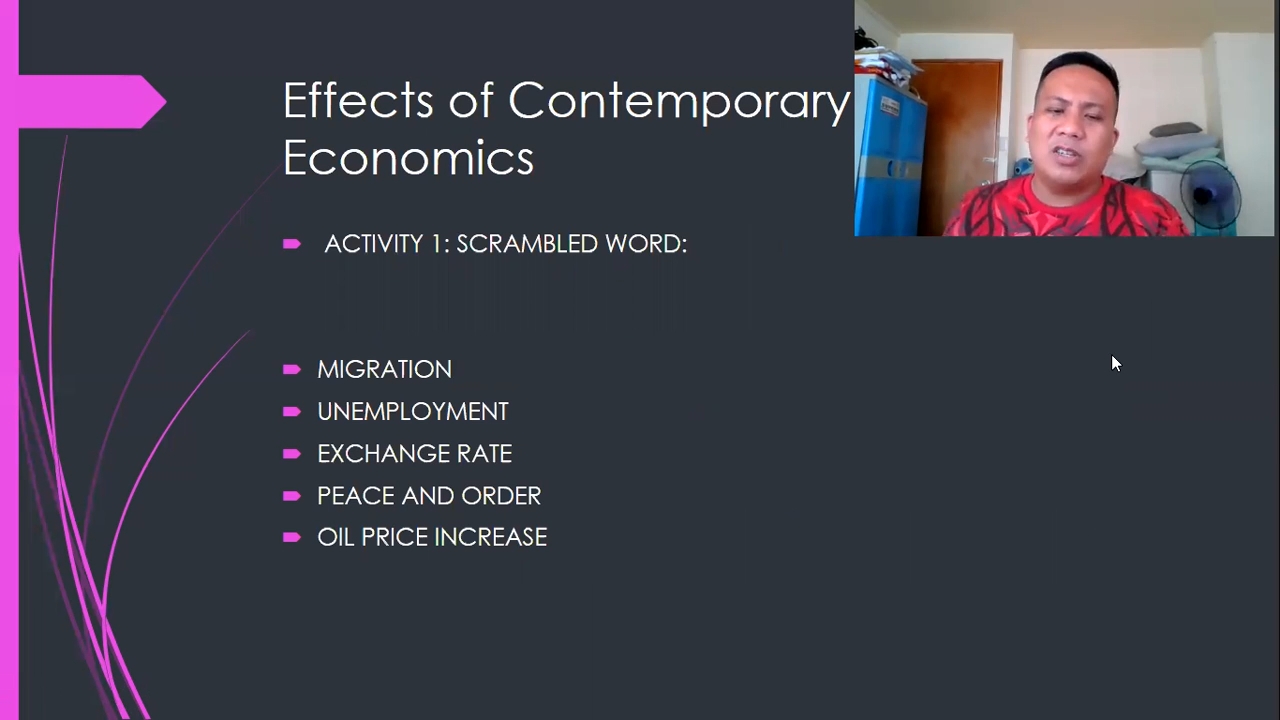 Effects of Contemporary
Economics
ACTIVITY 1: SCRAMBLED WORD:
MIGRATION
UNEMPLOYMENT
EXCHANGE RATE
PEACE AND ORDER
OIL PRICE INCREASE